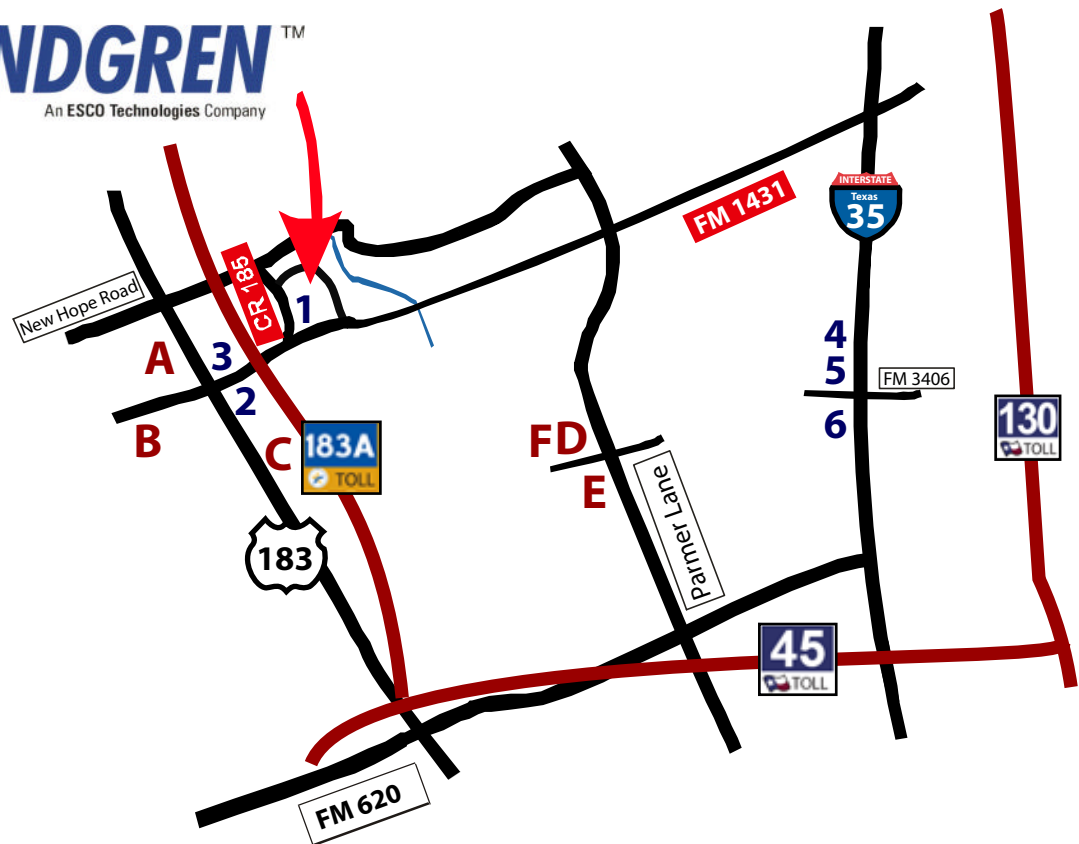 NDGREN™
An ESCO Technologies Company
FM 1431
INTERSTATE
Texas
35
New Hope Road
CR 185
1
A
3
2
B
C
183A
TOLL
183
F D
E
Parmer Lane
4
5
FM 3406
6
130
TOLL
45
TOLL
FM 620